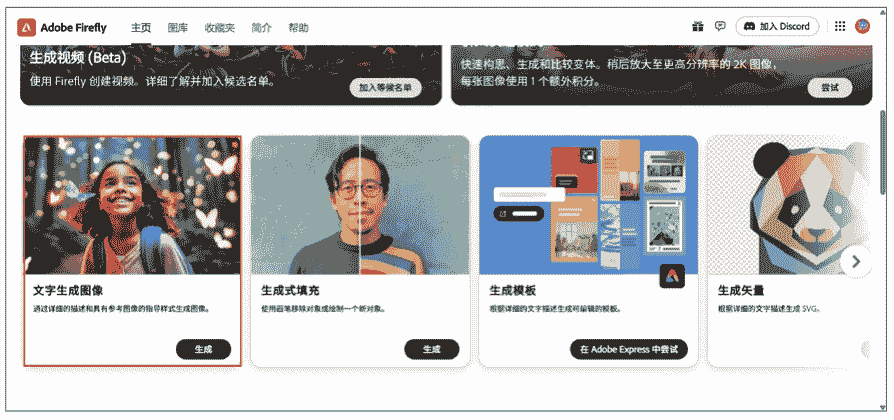 Adobe Firefly 主页 图库 收藏夹 简介 帮助 加入 Discord
生成视频 (Beta)
使用 Firefly 创建视频。详细了解并加入候选名单。
加入等候名单
快速构思、生成和比较变体。稍后放大至更高分辨率的 2K 图像，
每张图像使用 1 个额外积分。
尝试
文字生成图像
通过详细的描述和具有参考图像的指导样式生成图像。
生成
生成式填充
使用画笔移除对象或绘制一个新对象。
生成
生成模板
根据详细的文字描述生成可编辑的模板。
在 Adobe Express 中尝试
生成矢量
根据详细的文字描述生成 SVG。